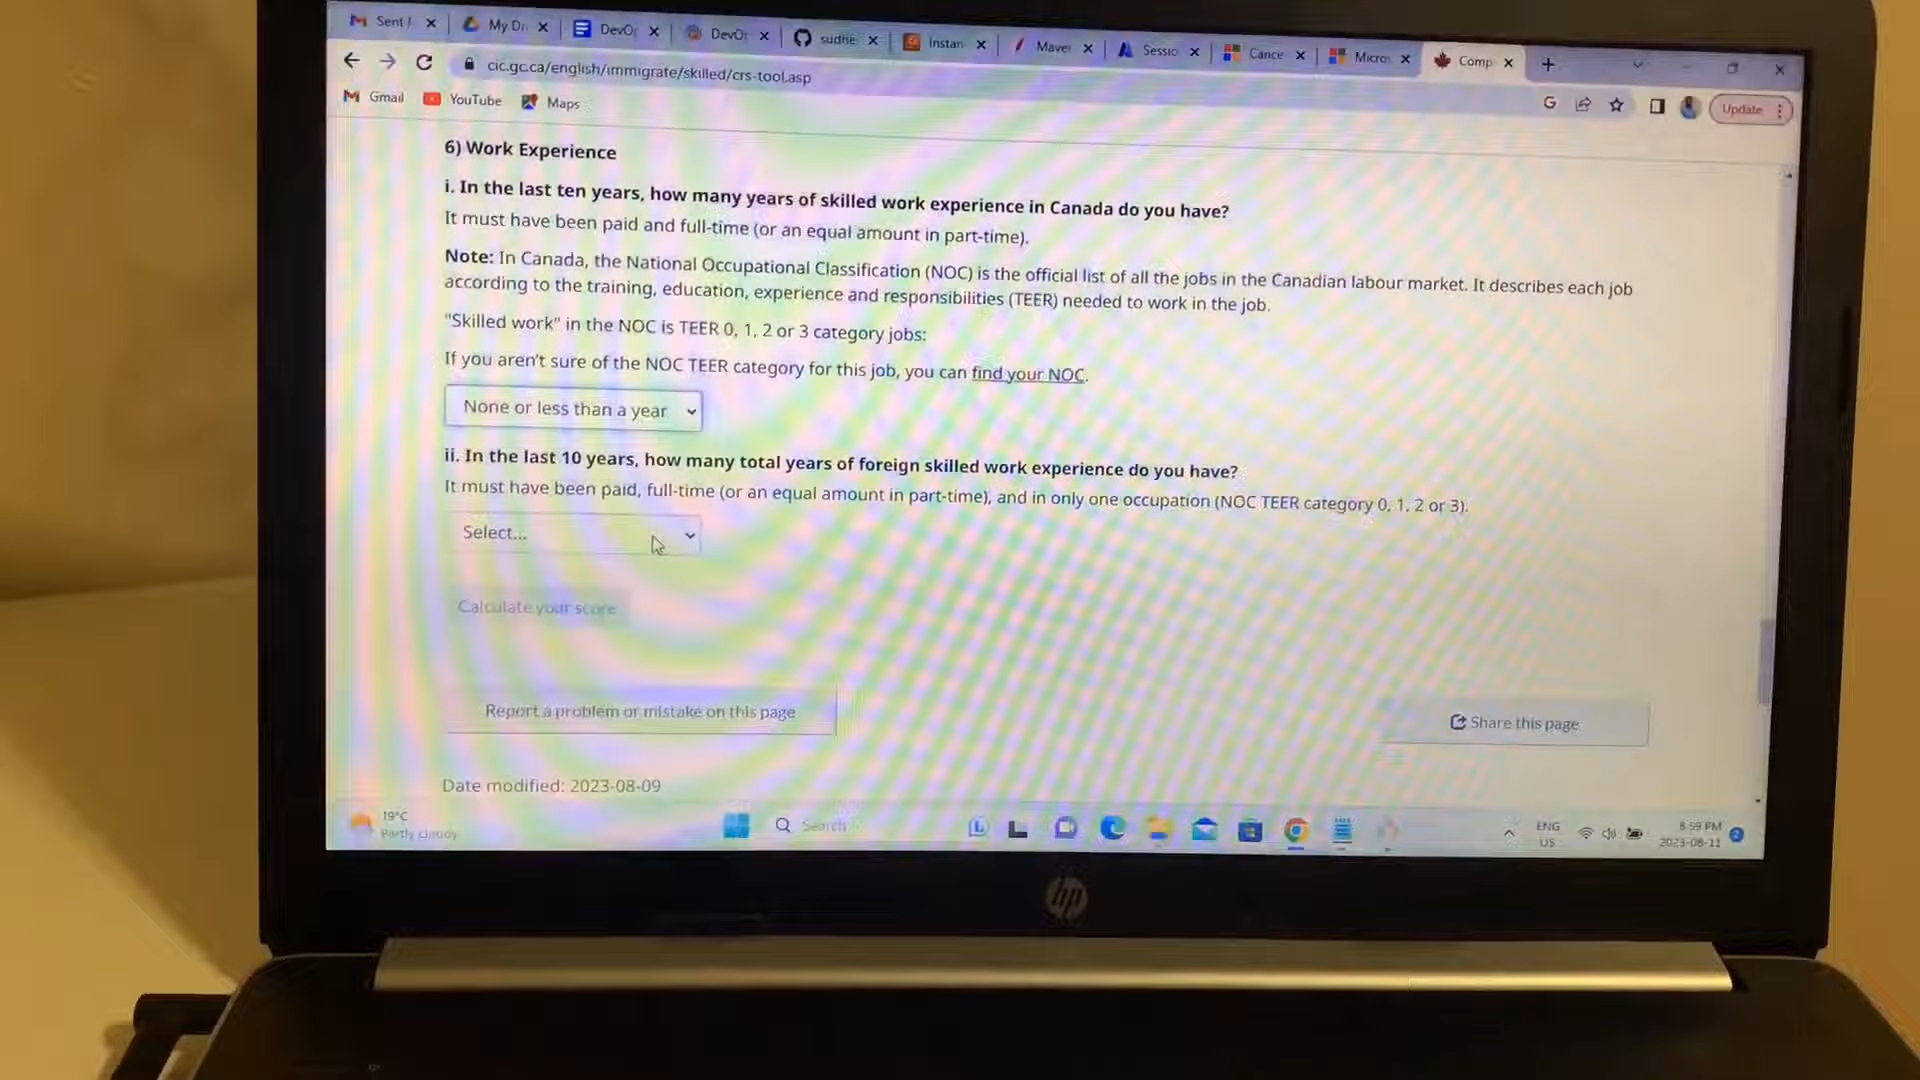 Sent
My Dr
DevO
DevO
sudhe
Instan
Mave
Sessio
Cance
Micros
Comp
cic.gc.ca/english/immigrate/skilled/crs-tool.asp
Gmail
YouTube
Maps
G
Update
6) Work Experience
i. In the last ten years, how many years of skilled work experience in Canada do you have?
It must have been paid and full-time (or an equal amount in part-time).
Note: In Canada, the National Occupational Classification (NOC) is the official list of all the jobs in the Canadian labour market. It describes each job
according to the training, education, experience and responsibilities (TEER) needed to work in the job.
"Skilled work" in the NOC is TEER 0, 1, 2 or 3 category jobs:
If you aren't sure of the NOC TEER category for this job, you can find your NOC.
None or less than a year
ii. In the last 10 years, how many total years of foreign skilled work experience do you have?
It must have been paid, full-time (or an equal amount in part-time), and in only one occupation (NOC TEER category 0, 1, 2 or 3).
Select...
Calculate your score
Report a problem or mistake on this page
Share this page
Date modified: 2023-08-09
19°C
Partly cloudy
Search
ENG
US
8:59 PM
2023-08-11
2
hp